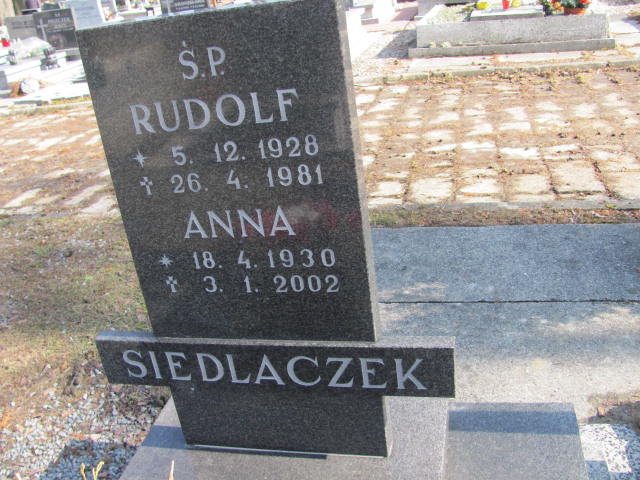 Ś.P.
RUDOLF
* 5. 12. 1928
† 26. 4. 1981
ANNA
* 18. 4. 1930
† 3. 1. 2002
SIEDLACZEK